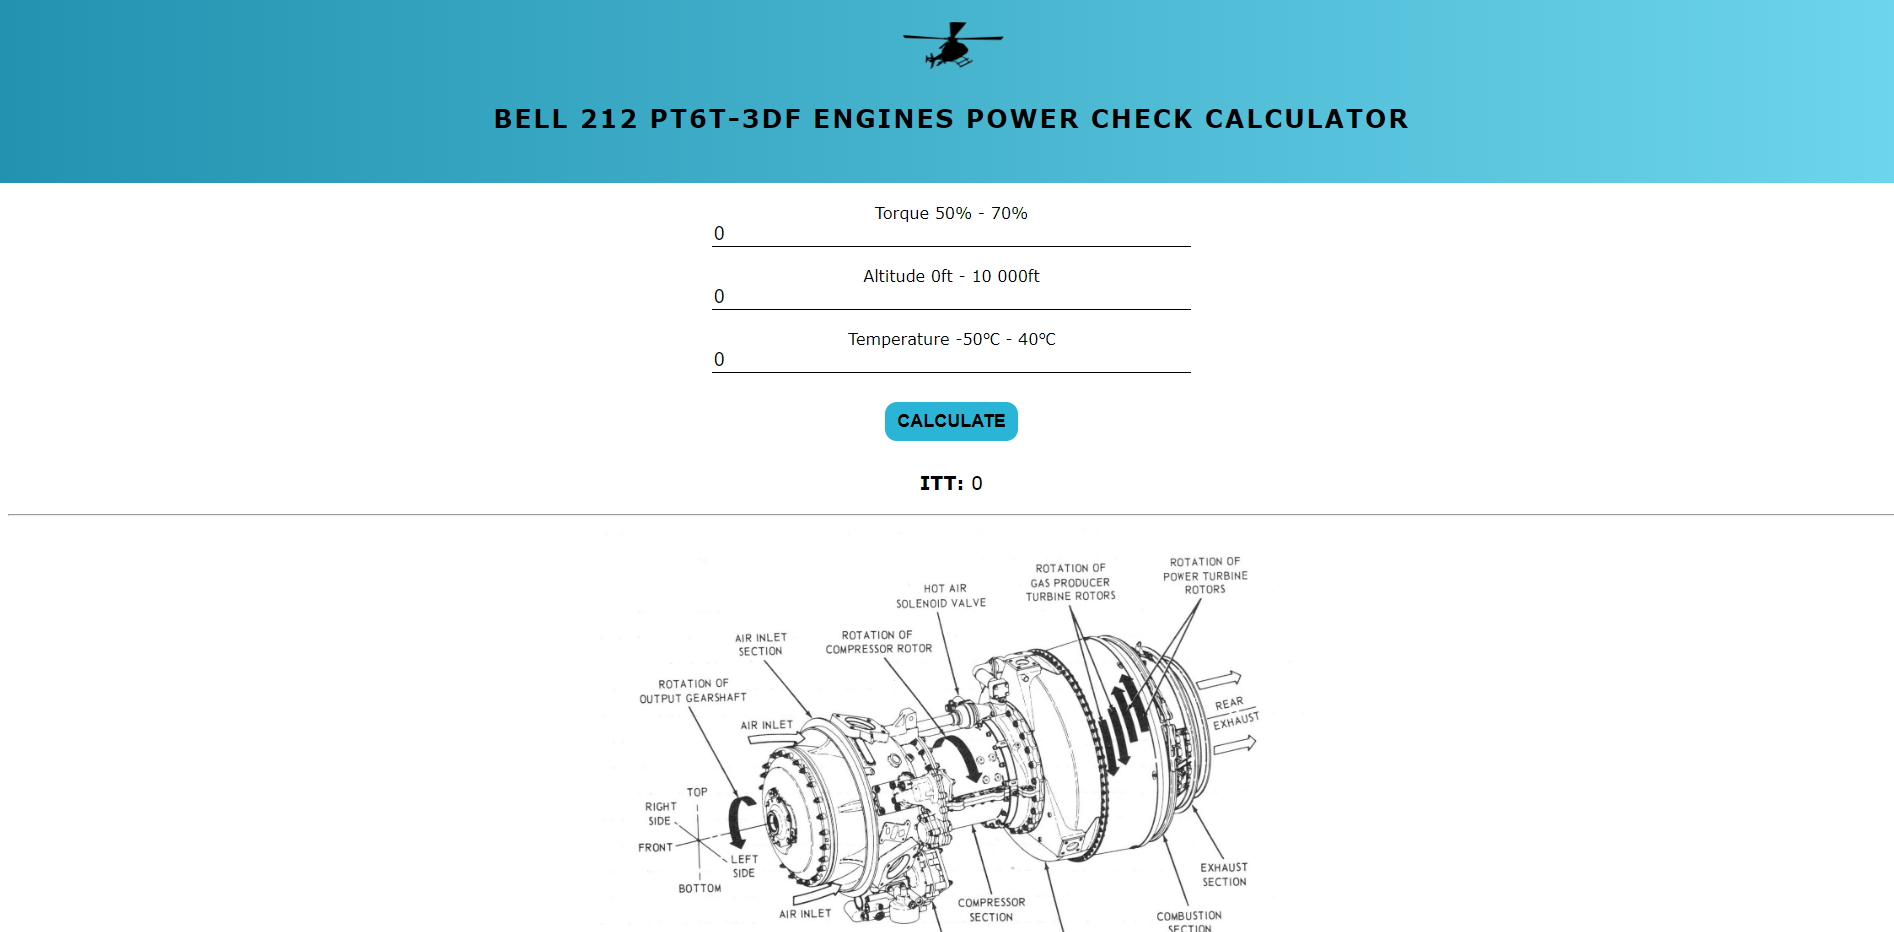 BELL 212 PT6T-3DF ENGINES POWER CHECK CALCULATOR
Torque 50% - 70%
0
Altitude 0ft - 10 000ft
0
Temperature -50°C - 40°C
0
CALCULATE
ITT: 0
ROTATION OF
POWER TURBINE
ROTORS
ROTATION OF
GAS PRODUCER
TURBINE ROTORS
HOT AIR
SOLENOID VALVE
ROTATION OF
COMPRESSOR ROTOR
AIR INLET
SECTION
ROTATION OF
OUTPUT GEARSHAFT
AIR INLET
REAR
EXHAUST
TOP
RIGHT
SIDE
FRONT
LEFT
SIDE
BOTTOM
AIR INLET
COMPRESSOR
SECTION
EXHAUST
SECTION
COMBUSTION
SECTION